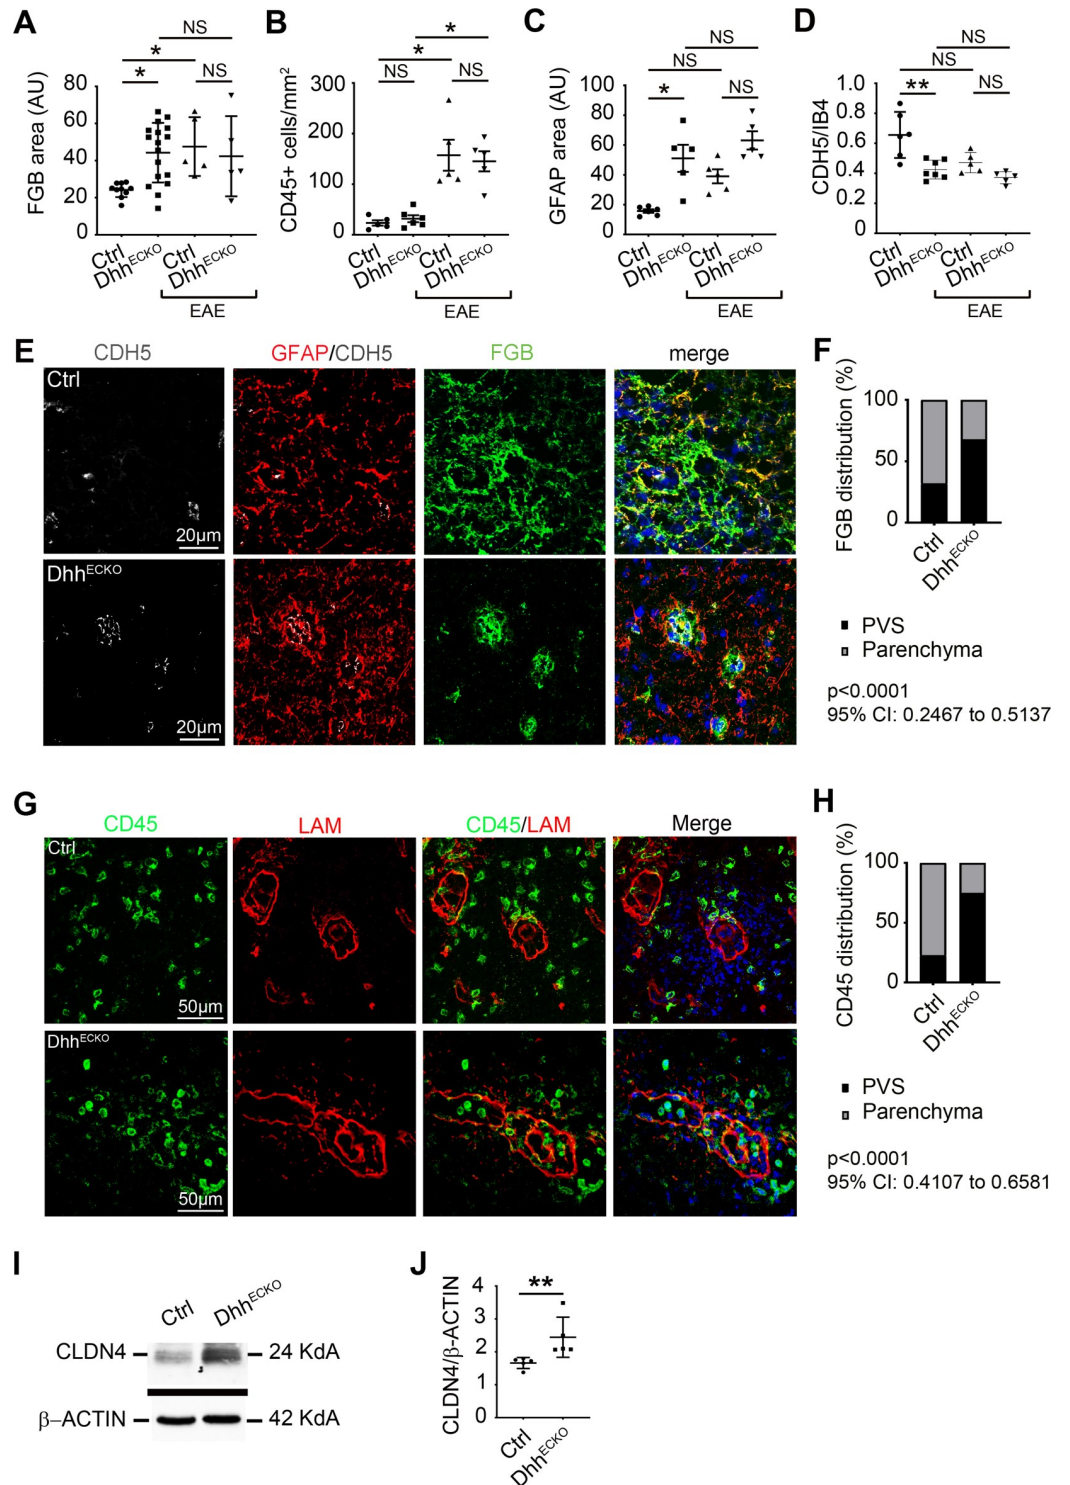 A
NS
*
*
NS
FGB area (AU)
80
60
40
20
0
Ctrl
Dhh^ECKO
Ctrl
Dhh^ECKO
EAE
B
*
*
NS
NS
CD45+ cells/mm²
300
200
100
0
Ctrl
Dhh^ECKO
Ctrl
Dhh^ECKO
EAE
C
NS
NS
*
NS
GFAP area (AU)
100
80
60
40
20
0
Ctrl
Dhh^ECKO
Ctrl
Dhh^ECKO
EAE
D
NS
NS
**
NS
CDH5/IB4
1.0
0.8
0.6
0.4
0.2
0
Ctrl
Dhh^ECKO
Ctrl
Dhh^ECKO
EAE
E
CDH5
GFAP/CDH5
FGB
merge
Ctrl
20µm
Dhh^ECKO
20µm
F
FGB distribution (%)
100
50
0
Ctrl
Dhh^ECKO
PVS
Parenchyma
p<0.0001
95% CI: 0.2467 to 0.5137
G
CD45
LAM
CD45/LAM
Merge
Ctrl
50µm
Dhh^ECKO
50µm
H
CD45 distribution (%)
100
50
0
Ctrl
Dhh^ECKO
PVS
Parenchyma
p<0.0001
95% CI: 0.4107 to 0.6581
I
Ctrl
Dhh^ECKO
CLDN4
24 KdA
β–ACTIN
42 KdA
J
**
CLDN4/β-ACTIN
4
3
2
1
0
Ctrl
Dhh^ECKO